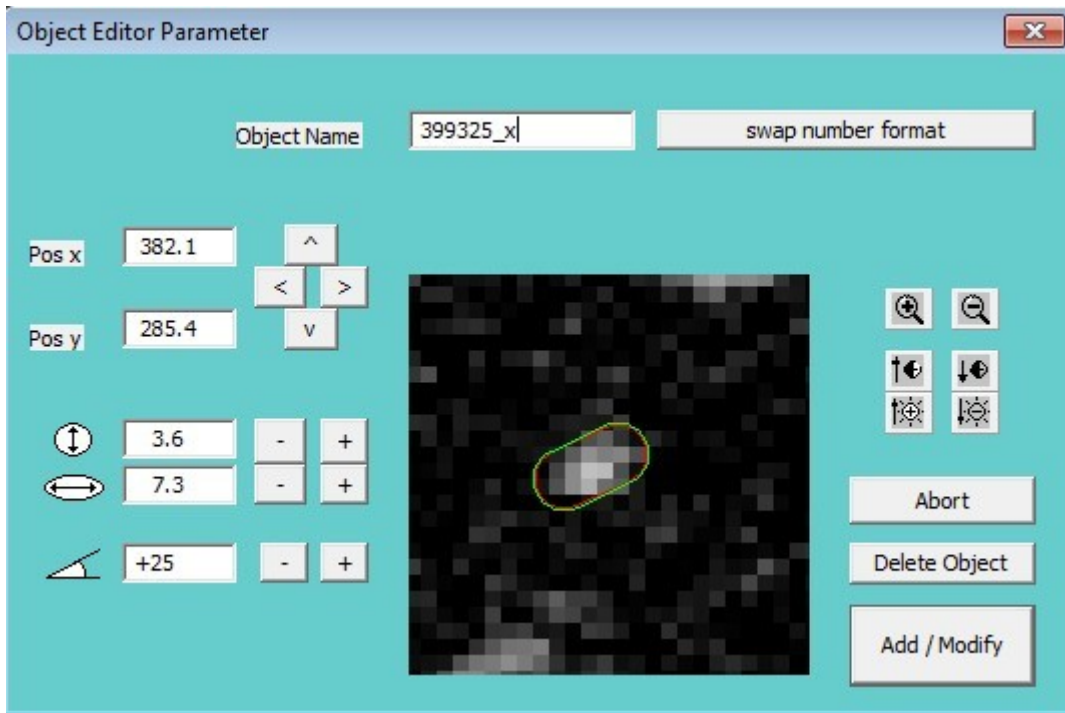 Object Editor Parameter
Object Name 399325_x swap number format
Pos x 382.1 ^
< >
Pos y 285.4 v
3.6 - +
7.3 - +
+25 - +
Abort
Delete Object
Add / Modify